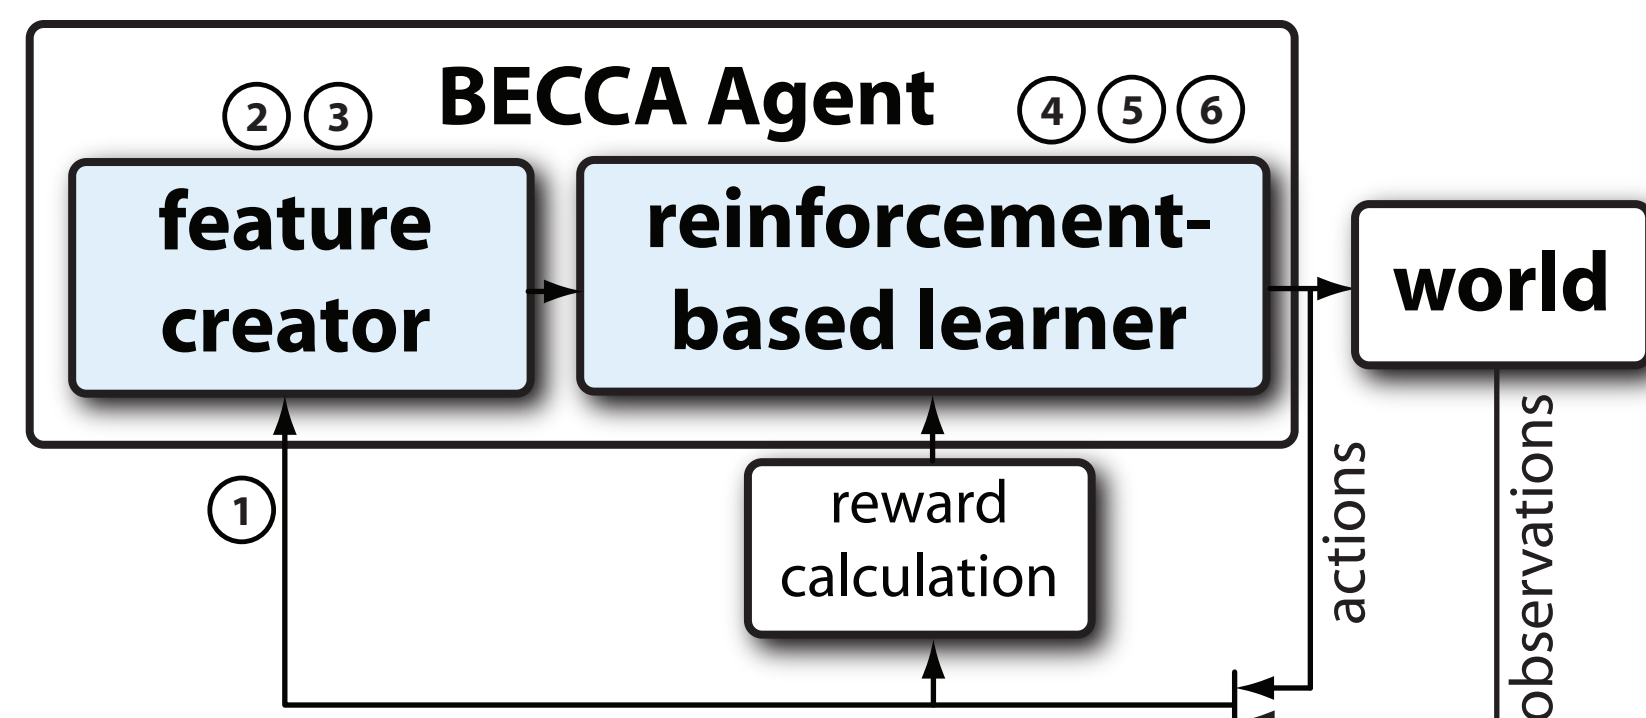 BECCA Agent
2 3
4 5 6
feature
creator
reinforcement-
based learner
world
1
reward
calculation
actions
observations